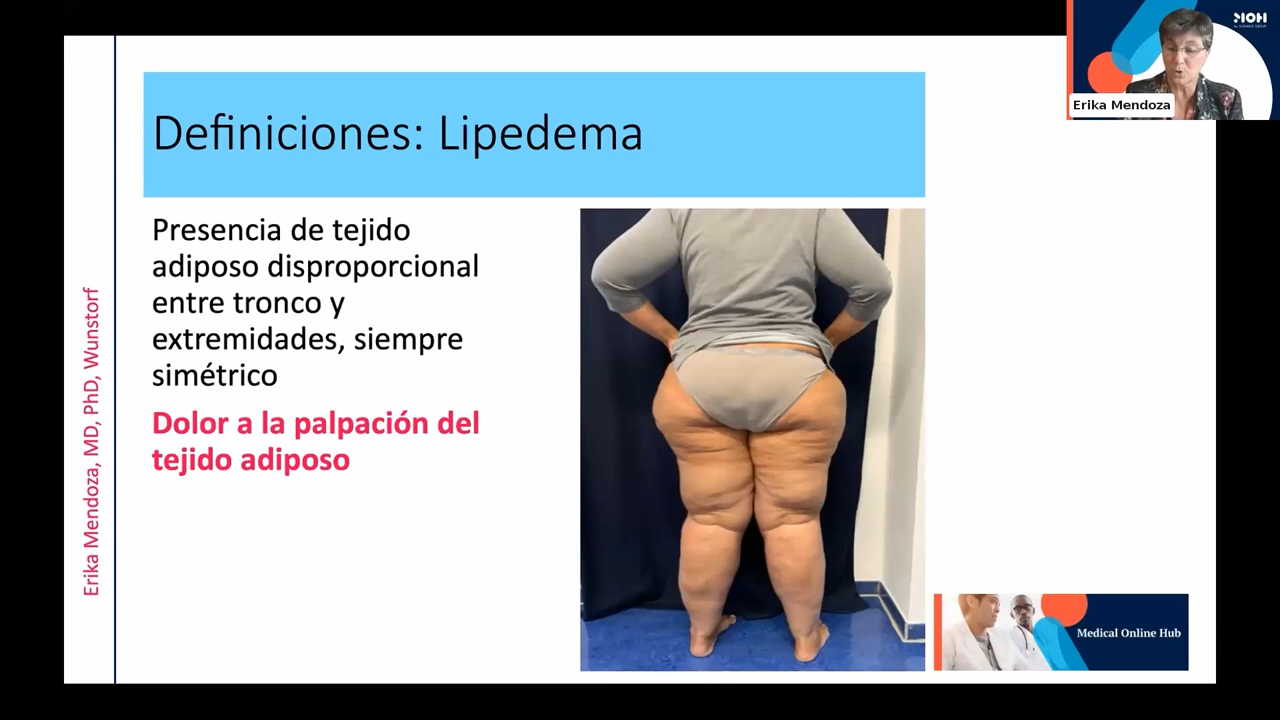 MOH
Erika Mendoza
Definiciones: Lipedema
Presencia de tejido
adiposo disproporcional
entre tronco y
extremidades, siempre
simétrico
Dolor a la palpación del
tejido adiposo
Erika Mendoza, MD, PhD, Wunstorf
Medical Online Hub